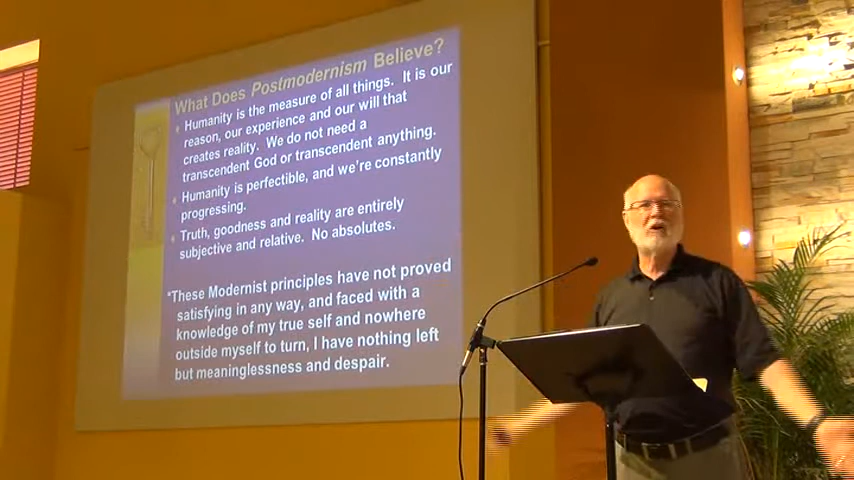 What Does Postmodernism Believe?
Humanity is the measure of all things. It is our
reason, our experience and our will that
creates reality. We do not need a
transcendent God or transcendent anything.
Humanity is perfectible, and we're constantly
progressing.
Truth, goodness and reality are entirely
subjective and relative. No absolutes.
*These Modernist principles have not proved
satisfying in any way, and faced with a
knowledge of my true self and nowhere
outside myself to turn, I have nothing left
but meaninglessness and despair.